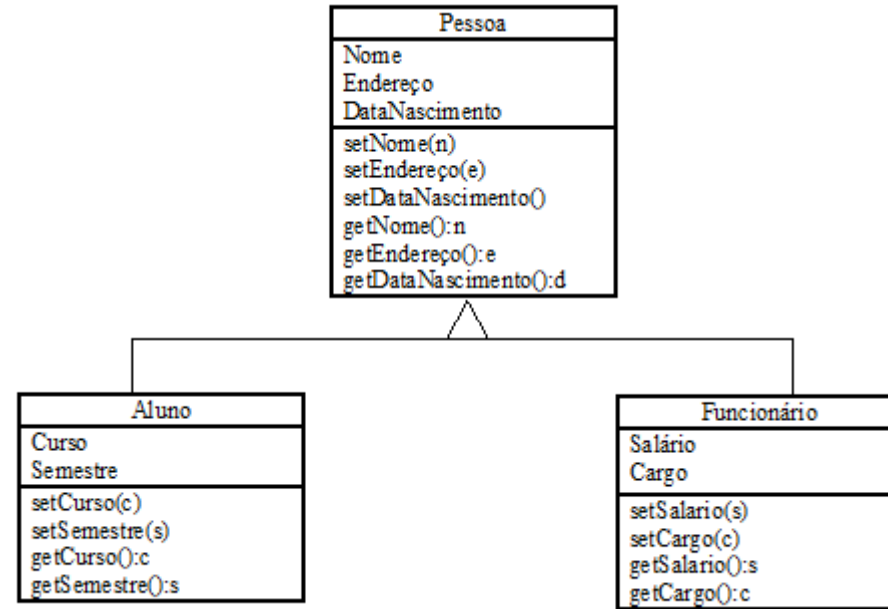 Pessoa
Nome
Endereço
DataNascimento
setNome(n)
setEndereço(e)
setDataNascimento()
getNome():n
getEndereço():e
getDataNascimento():d
Aluno
Curso
Semestre
setCurso(c)
setSemestre(s)
getCurso():c
getSemestre():s
Funcionário
Salário
Cargo
setSalario(s)
setCargo(c)
getSalario():s
getCargo():c